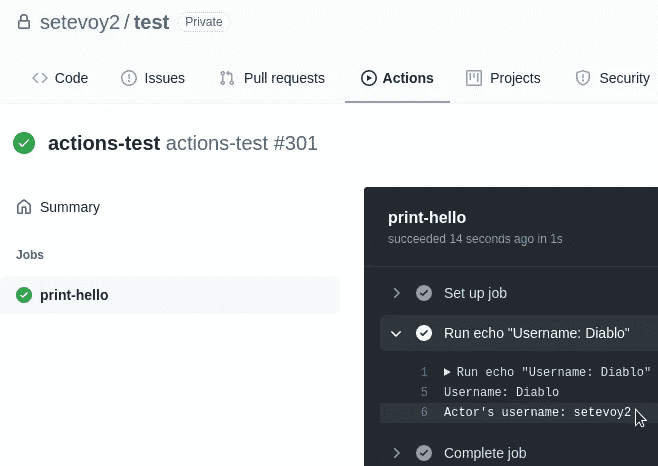 setevoy2 / test Private
Code Issues Pull requests Actions Projects Security
actions-test actions-test #301
Summary
Jobs
print-hello
print-hello
succeeded 14 seconds ago in 1s
Set up job
Run echo "Username: Diablo"
1 Run echo "Username: Diablo"
5 Username: Diablo
6 Actor's username: setevoy2
Complete job